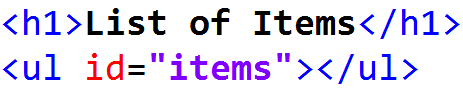 <h1>List of Items</h1>
<ul id="items"></ul>